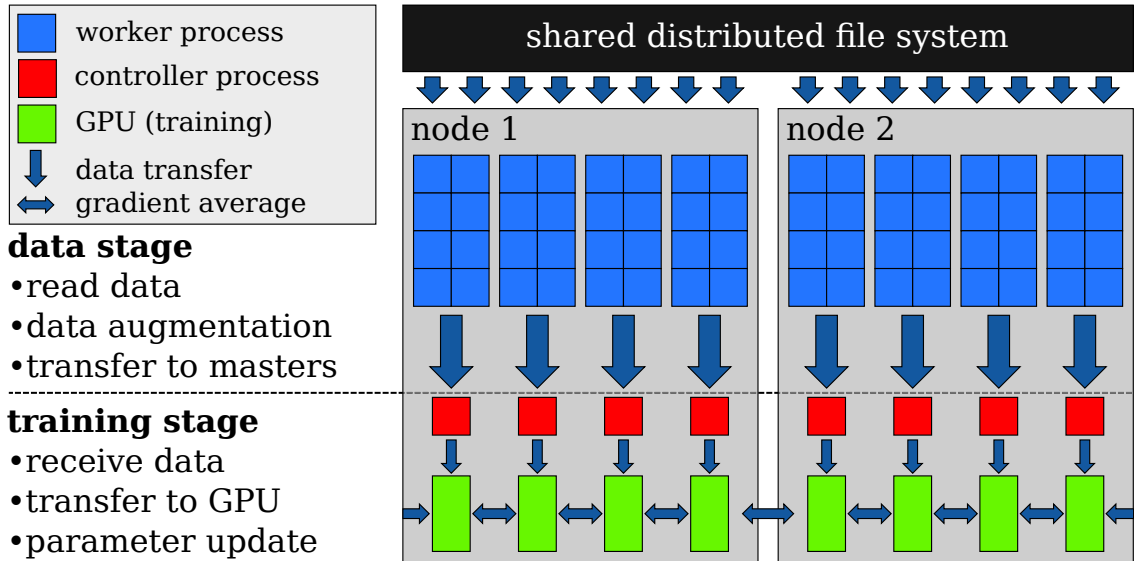 worker process
controller process
GPU (training)
data transfer
gradient average
shared distributed file system
node 1
node 2
data stage
•read data
•data augmentation
•transfer to masters
training stage
•receive data
•transfer to GPU
•parameter update